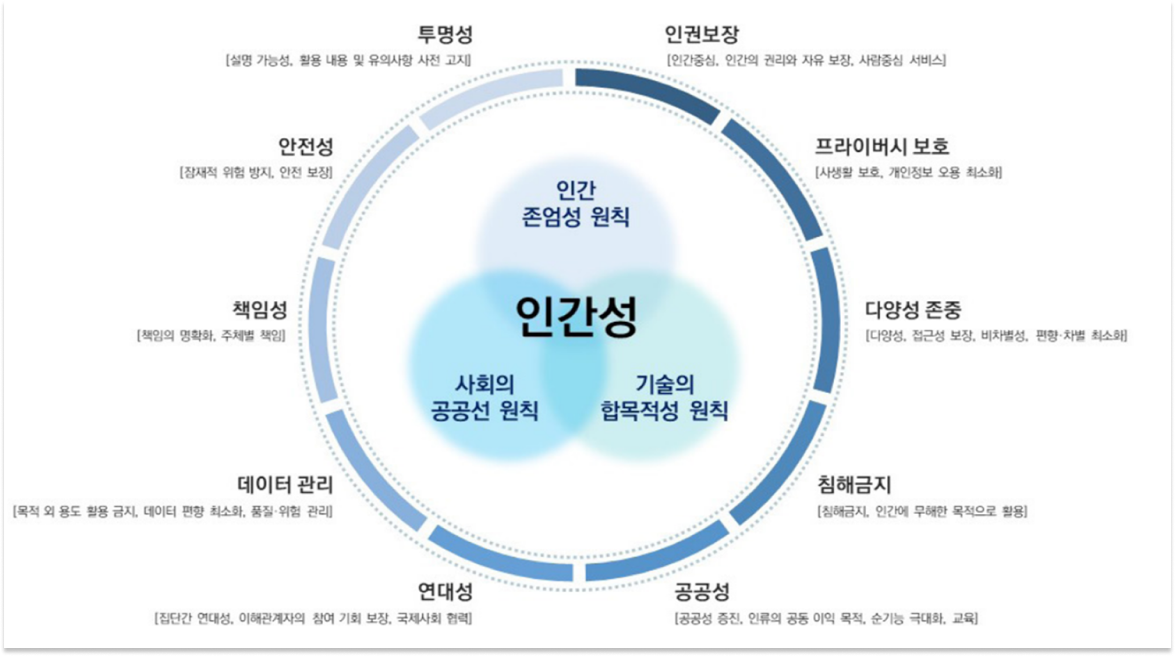 투명성
[설명 가능성, 활용 내용 및 유의사항 사전 고지]
인권보장
[인간중심, 인간의 권리와 자유 보장, 사람중심 서비스]
안전성
[잠재적 위험 방지, 안전 보장]
프라이버시 보호
[사생활 보호, 개인정보 오용 최소화]
인간
존엄성 원칙
인간성
책임성
[책임의 명확화, 주체별 책임]
다양성 존중
[다양성, 접근성 보장, 비차별성, 편향·차별 최소화]
사회의
공공선 원칙
기술의
합목적성 원칙
데이터 관리
[목적 외 용도 활용 금지, 데이터 편향 최소화, 품질·위험 관리]
침해금지
[침해금지, 인간에 무해한 목적으로 활용]
연대성
[집단간 연대성, 이해관계자의 참여 기회 보장, 국제사회 협력]
공공성
[공공성 증진, 인류의 공동 이익 목적, 순기능 극대화, 교육]